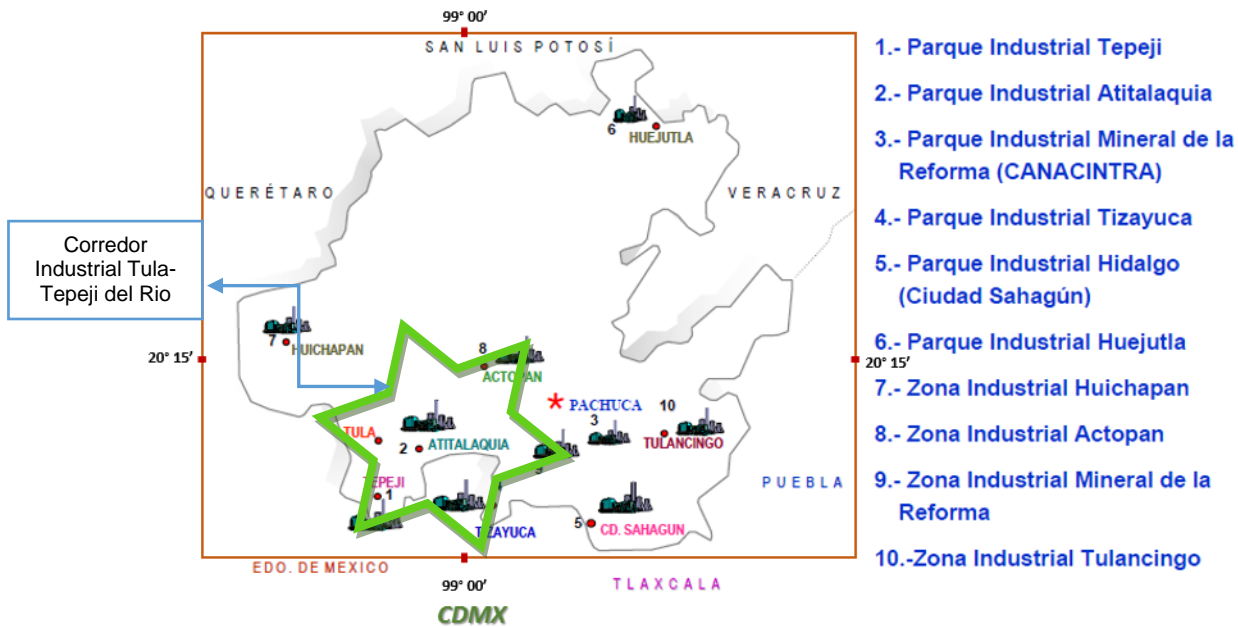 99° 00'
SAN LUIS POTOSÍ
QUERÉTARO
VERACRUZ
6
HUEJUTLA
Corredor
Industrial Tula-
Tepeji del Rio
7
HUICHAPAN
20° 15'
20° 15'
8
ACTOPAN
PACHUCA
3
10
TULANCINGO
TULA
2
ATITALAQUIA
9
TEPEJI
1
TIZAYUCA
5
CD. SAHAGUN
PUEBLA
EDO. DE MEXICO
TLAXCALA
99° 00'
CDMX
1.- Parque Industrial Tepeji
2.- Parque Industrial Atitalaquia
3.- Parque Industrial Mineral de la
Reforma (CANACINTRA)
4.- Parque Industrial Tizayuca
5.- Parque Industrial Hidalgo
(Ciudad Sahagún)
6.- Parque Industrial Huejutla
7.- Zona Industrial Huichapan
8.- Zona Industrial Actopan
9.- Zona Industrial Mineral de la
Reforma
10.-Zona Industrial Tulancingo